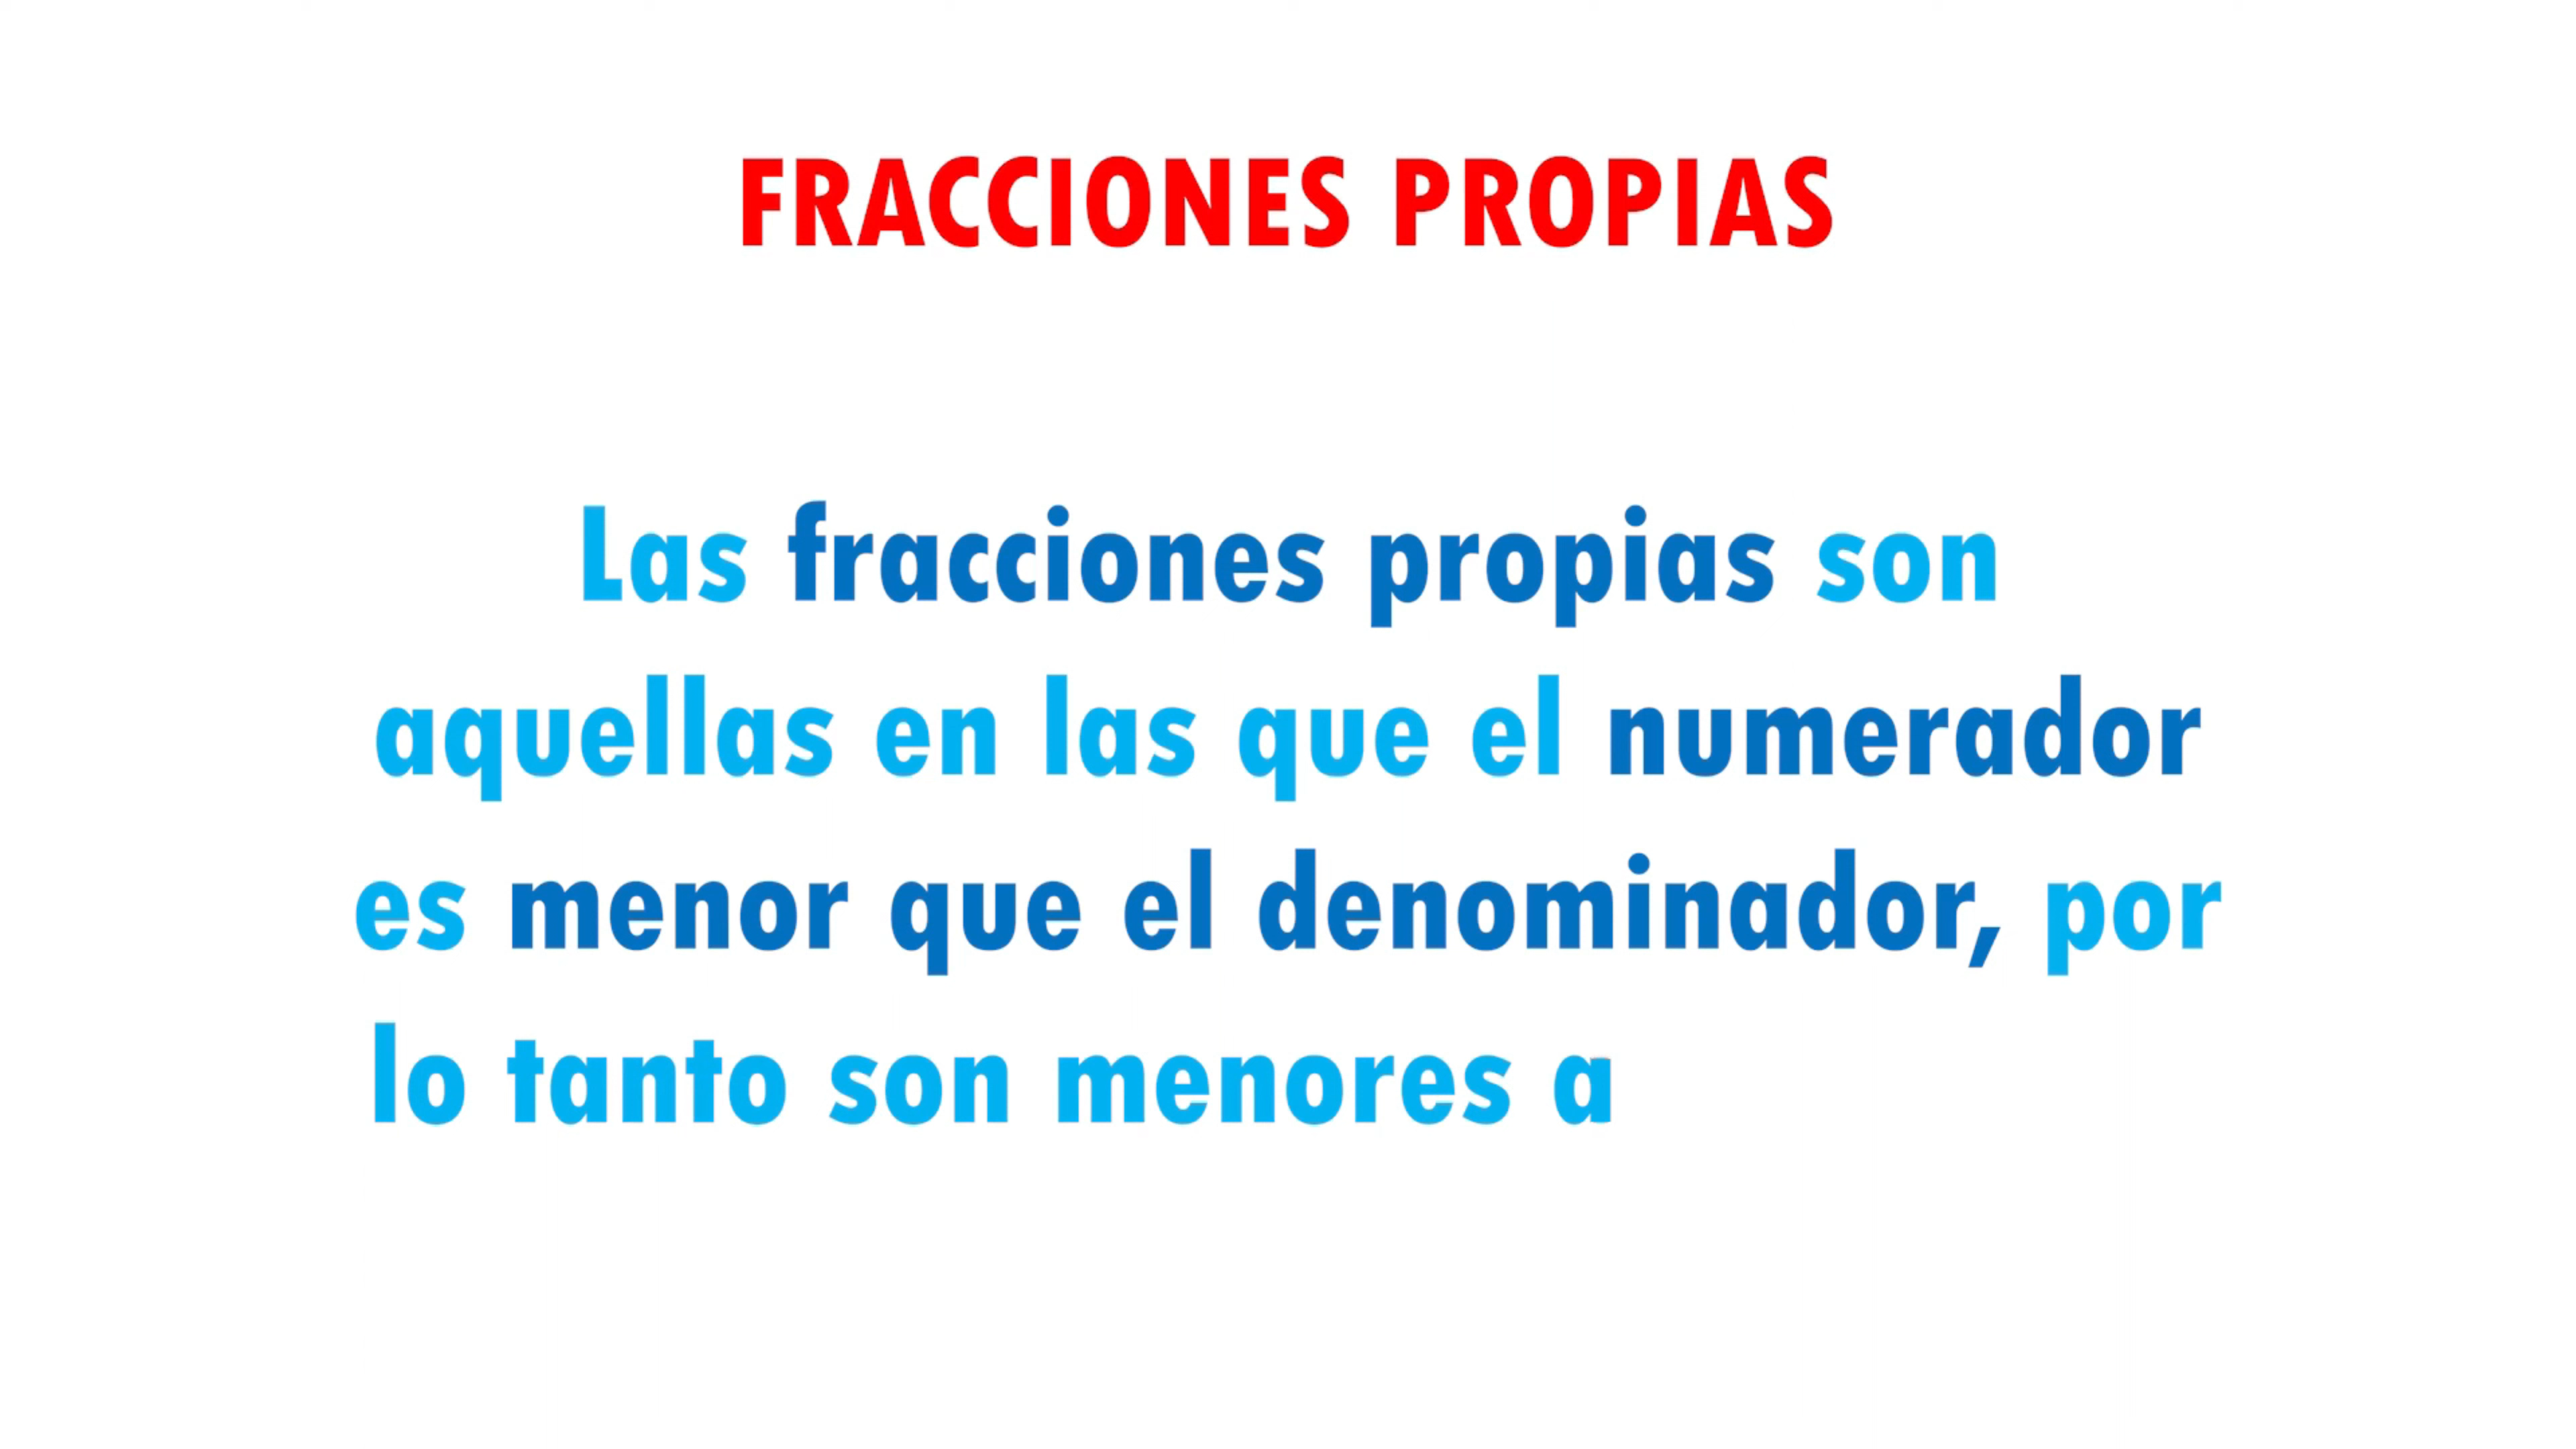 FRACCIONES PROPIAS
Las fracciones propias son
aquellas en las que el numerador
es menor que el denominador, por
lo tanto son menores a